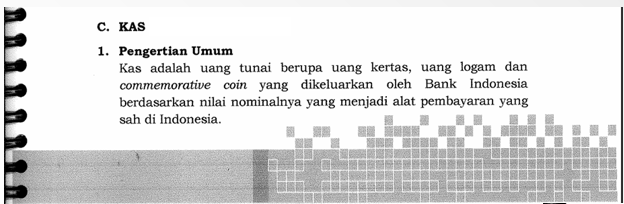 C. KAS
1. Pengertian Umum
Kas adalah uang tunai berupa uang kertas, uang logam dan
commemorative coin yang dikeluarkan oleh Bank Indonesia
berdasarkan nilai nominalnya yang menjadi alat pembayaran yang
sah di Indonesia.